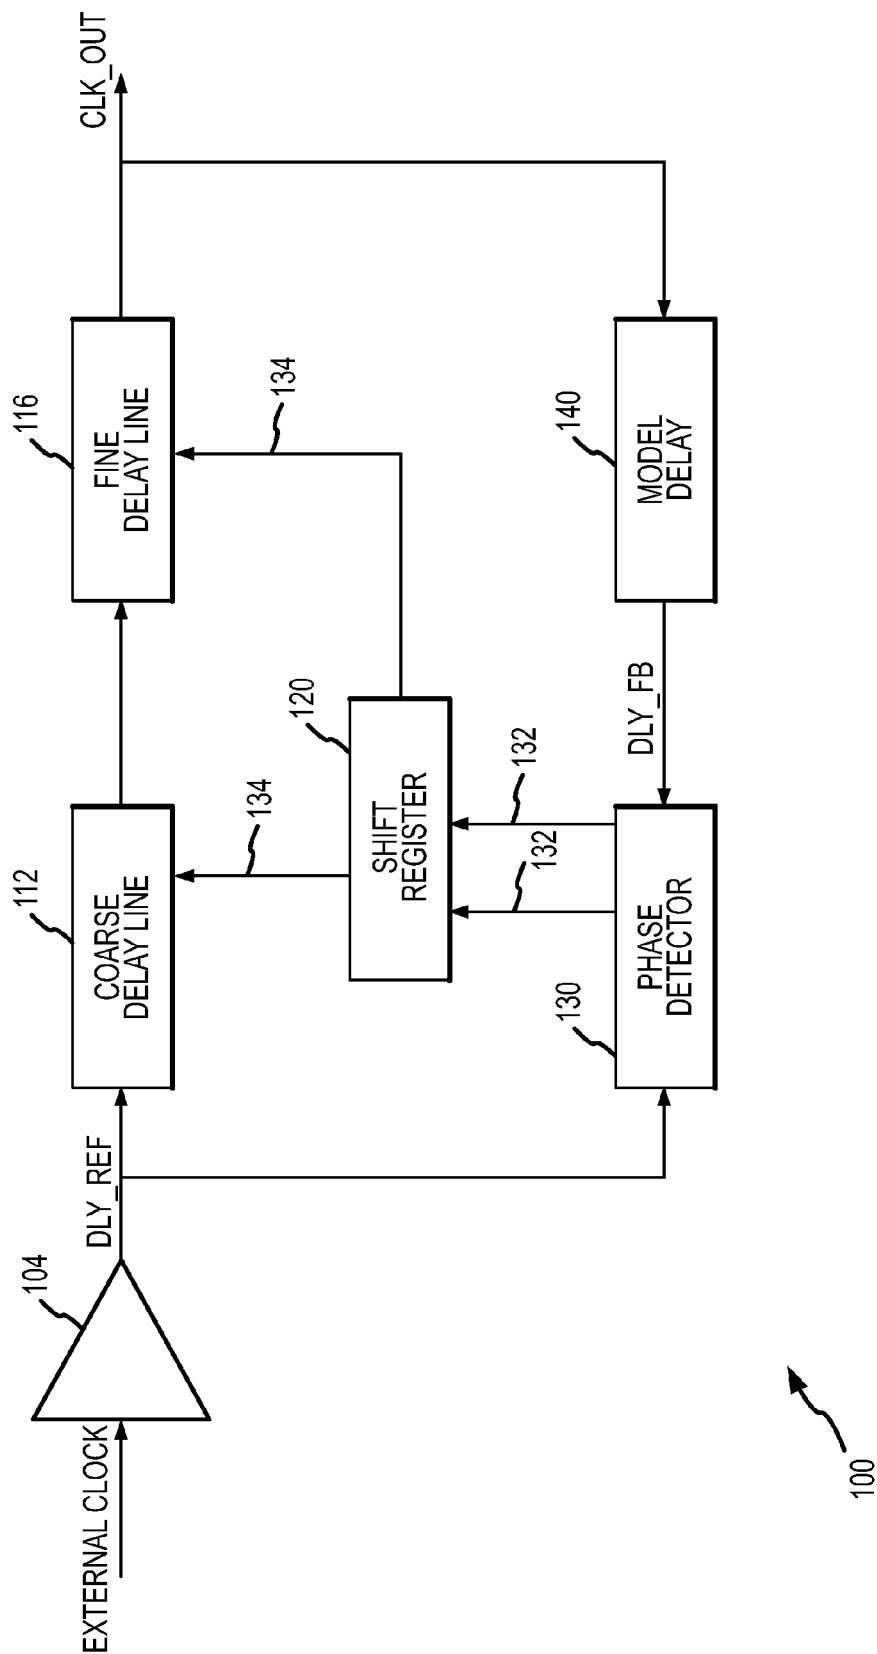 EXTERNAL CLOCK
104
DLY_REF
112
COARSE
DELAY LINE
116
FINE
DELAY LINE
CLK_OUT
134
134
120
SHIFT
REGISTER
132
132
130
PHASE
DETECTOR
DLY_FB
140
MODEL
DELAY
100